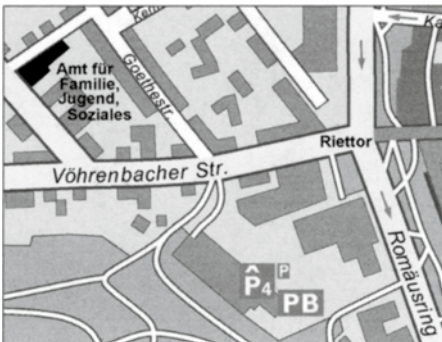 Amt für
Familie,
Jugend,
Soziales
Goethestr.
Riettor
Vöhrenbacher Str.
P4
P
PB
Romäusring